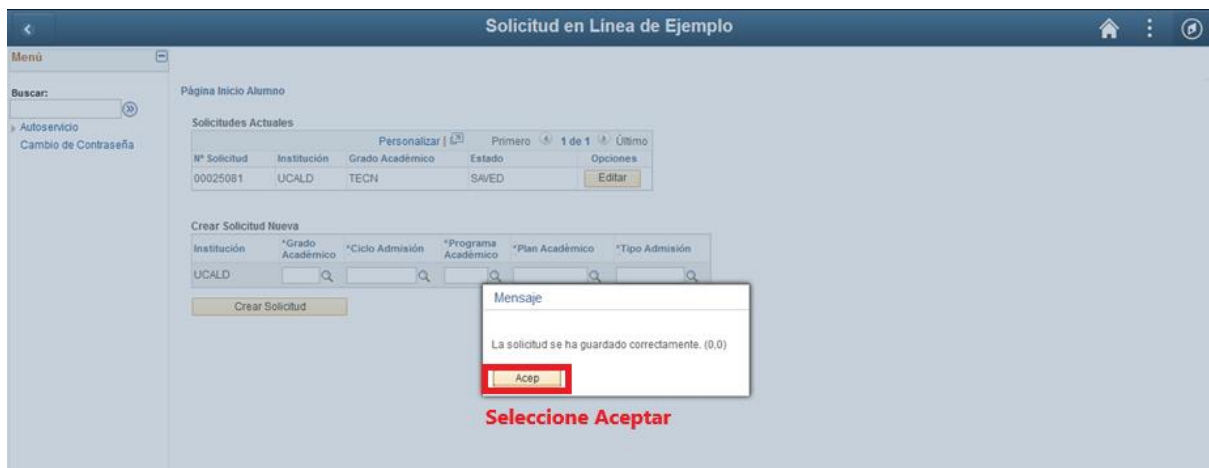 Solicitud en Línea de Ejemplo
Menú
Buscar:
Autoservicio
Cambio de Contraseña
Página Inicio Alumno
Solicitudes Actuales
Personalizar | Primero 1 de 1 Último
Nº Solicitud Institución Grado Académico Estado Opciones
00025081 UCALD TECN SAVED Editar
Crear Solicitud Nueva
Institución *Grado Académico *Ciclo Admisión *Programa Académico *Plan Académico *Tipo Admisión
UCALD
Crear Solicitud
Mensaje
La solicitud se ha guardado correctamente. (0,0)
Acep
Seleccione Aceptar